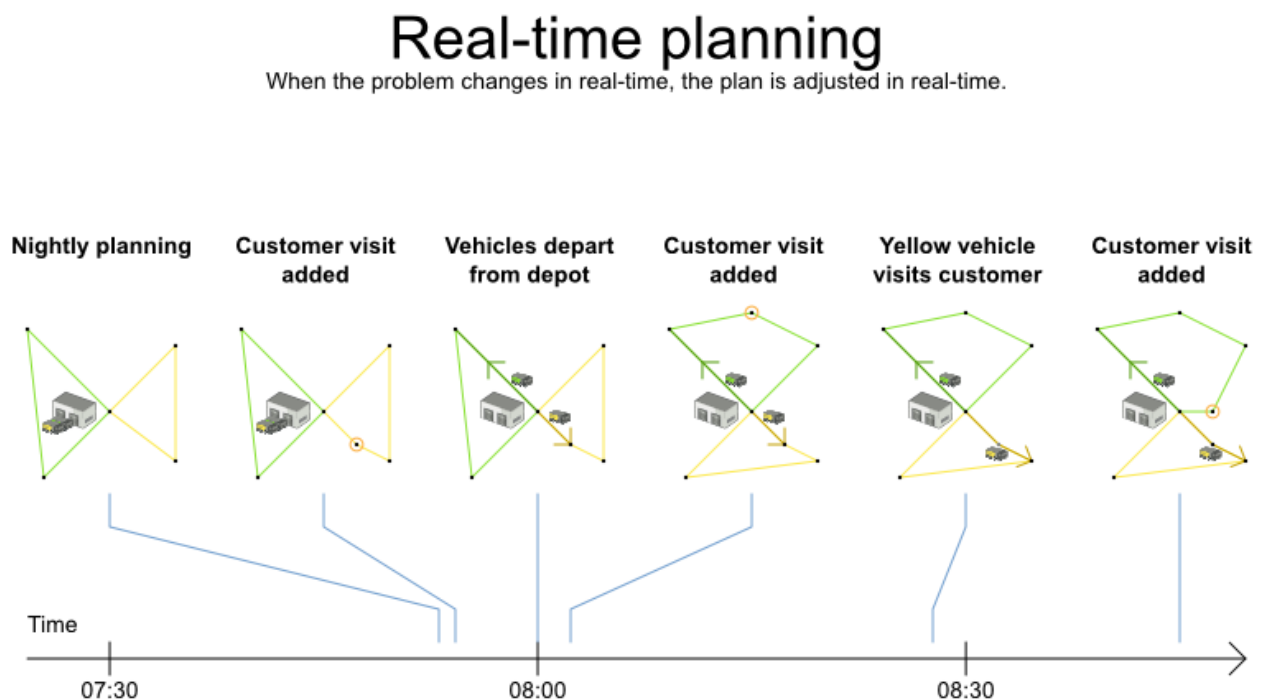 Real-time planning
When the problem changes in real-time, the plan is adjusted in real-time.
Nightly planning
Customer visit
added
Vehicles depart
from depot
Customer visit
added
Yellow vehicle
visits customer
Customer visit
added
Time
07:30
08:00
08:30